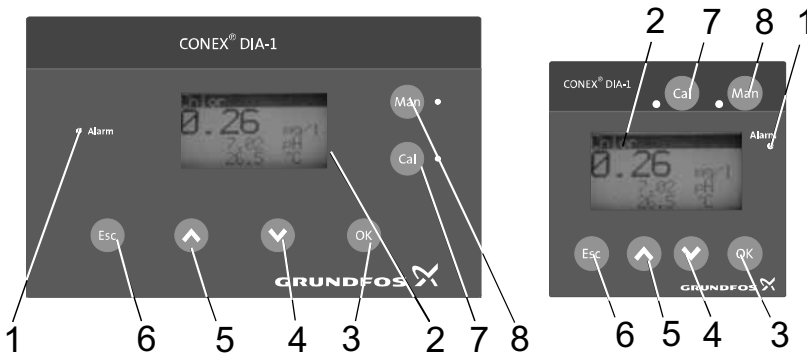 CONEX® DIA-1
0.26 mg/l
7.02 pH
26.5 °C
Alarm
Man
Cal
Esc
OK
GRUNDFOS
1 6 5 4 3 2 7 8
2 7 8 1
CONEX® DIA-1
Cal
Man
Alarm
0.26 mg/l
7.02 pH
26.5 °C
Esc
OK
GRUNDFOS
6 5 4 3